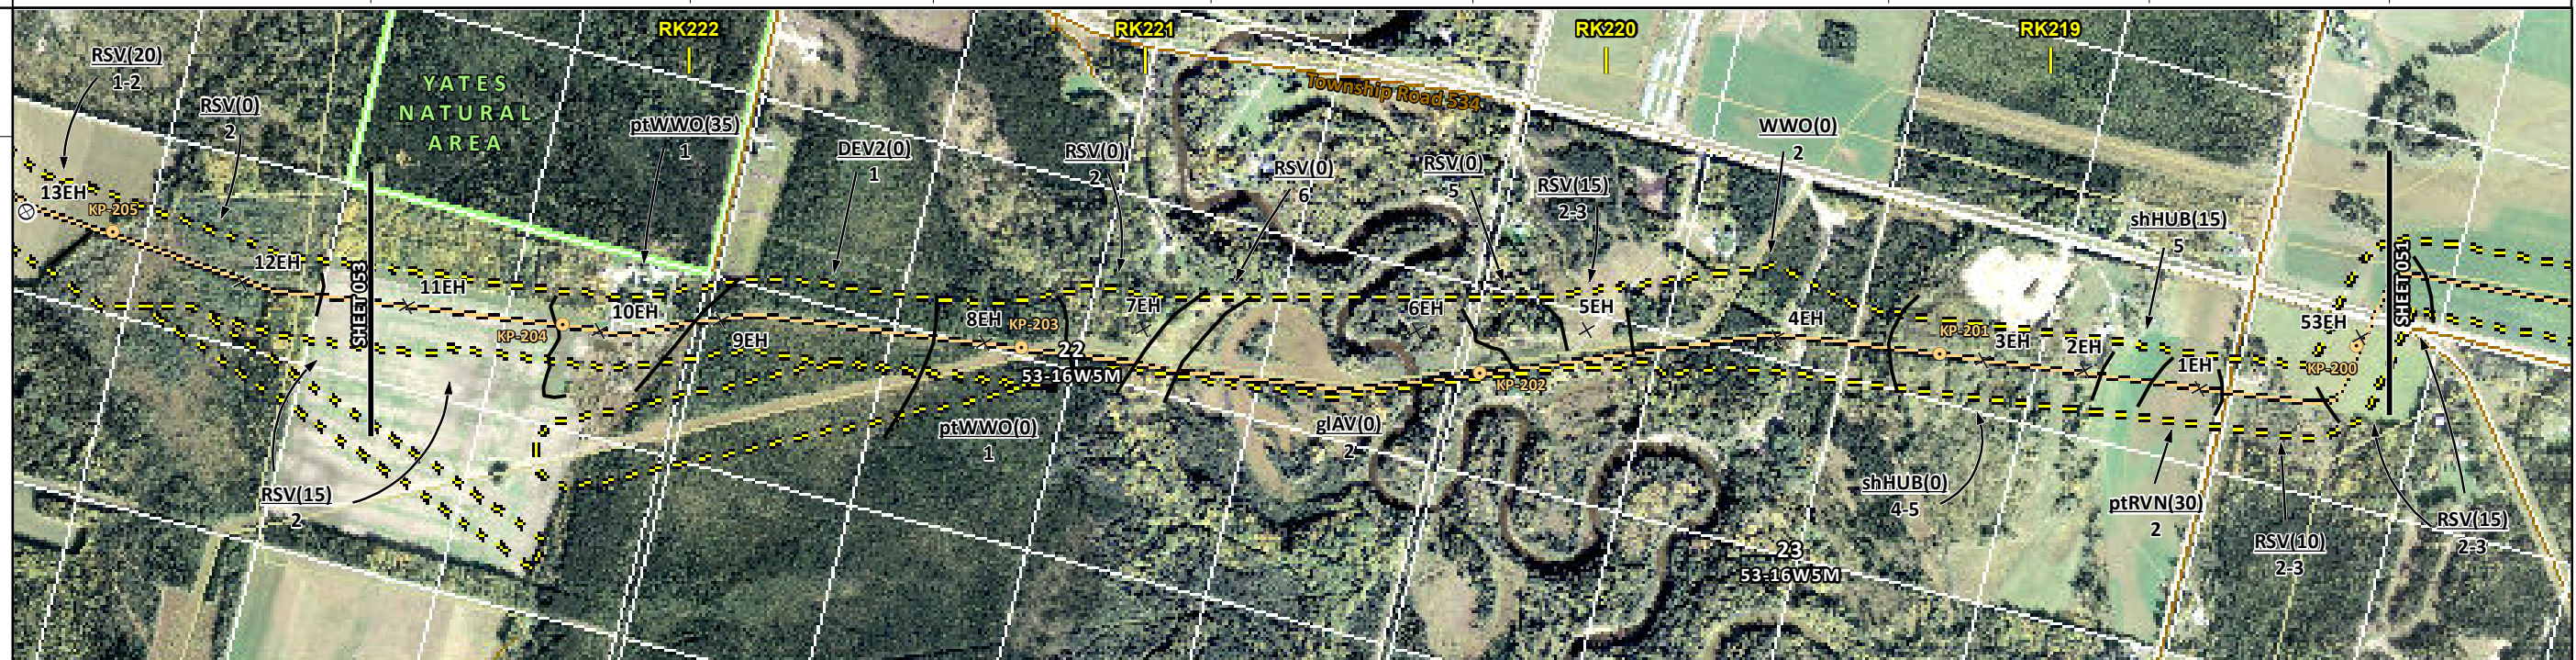 RK222
RK221
RK220
RK219
RSV(20)
1-2
RSV(0)
2
YATES
NATURAL
AREA
ptWWO(35)
1
DEV2(0)
1
RSV(0)
2
RSV(0)
6
RSV(0)
5
RSV(15)
2-3
Township Road 534
WWO(0)
2
shHUB(15)
5
13EH
KP-205
12EH
SHEET 053
11EH
KP-204
10EH
9EH
8EH
KP-203
22
53-16W5M
7EH
6EH
KP-202
5EH
4EH
KP-201
3EH
2EH
1EH
53EH
KP-200
SHEET 051
RSV(15)
2
ptWWO(0)
1
glAV(0)
2
23
53-16W5M
shHUB(0)
4-5
ptRVN(30)
2
RSV(10)
2-3
RSV(15)
2-3